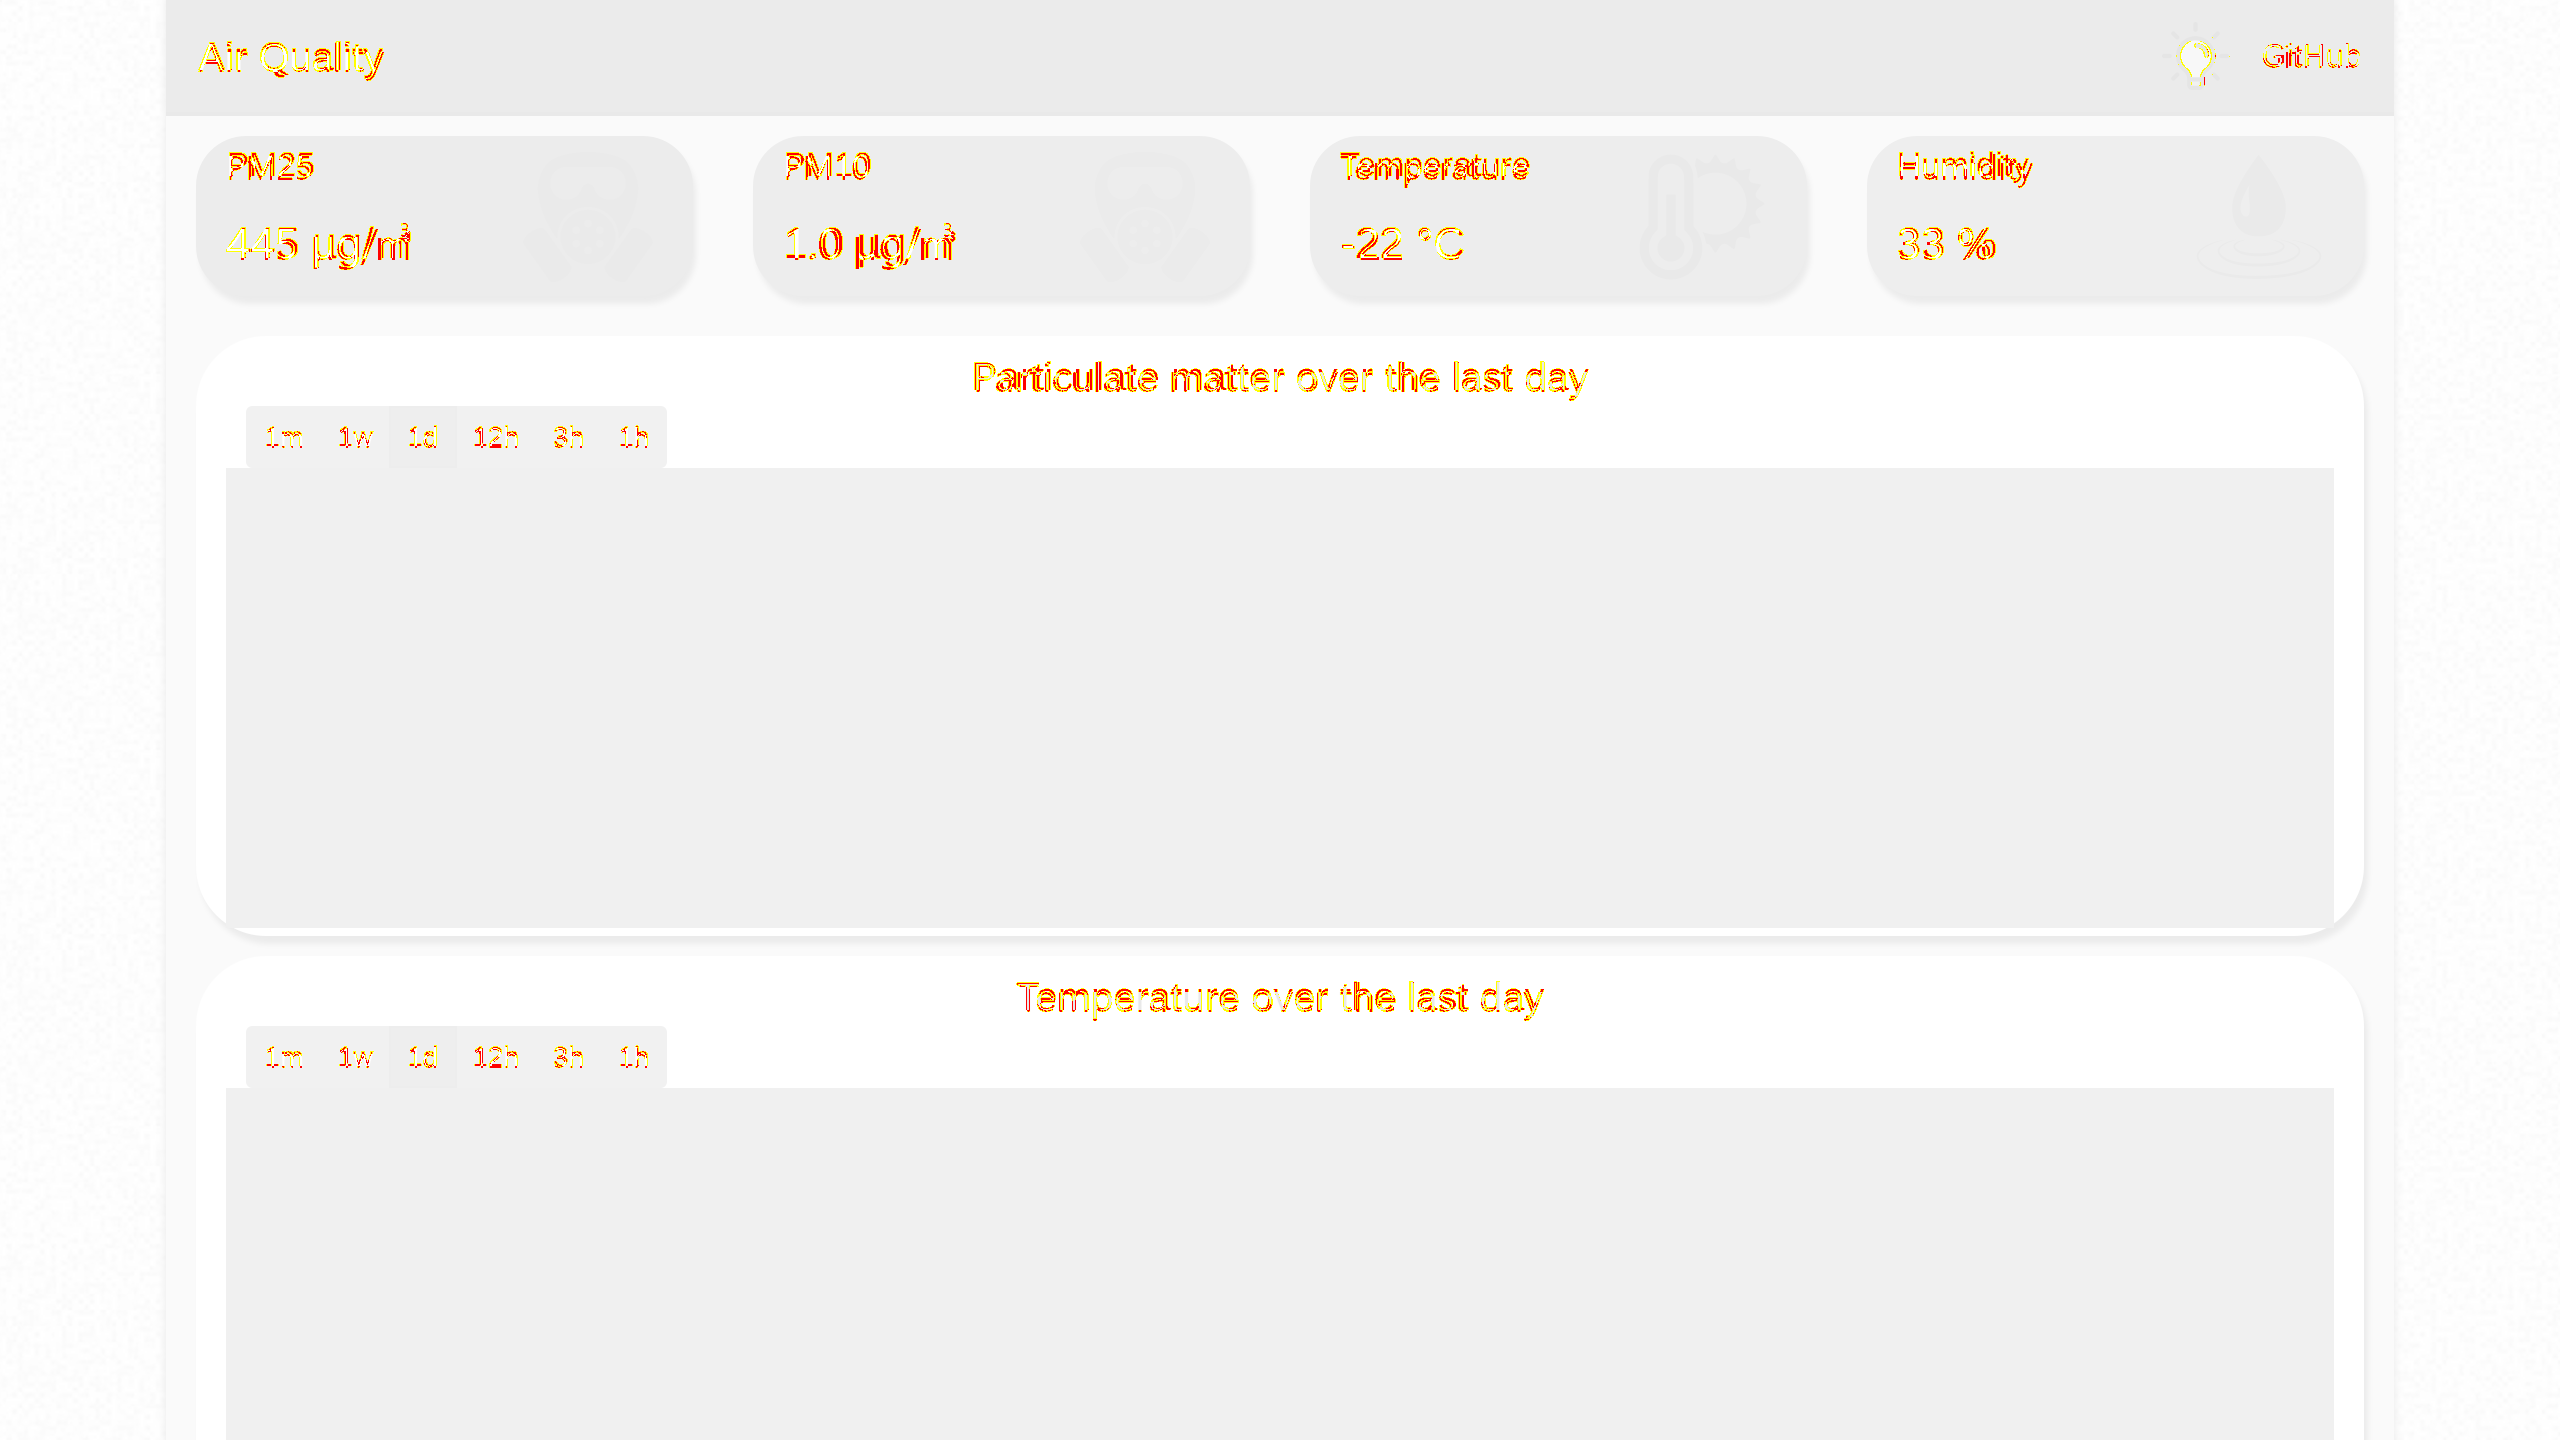 Air Quality
GitHub
PM25
445 µg/m³
PM10
1.0 µg/m³
Temperature
-22 °C
Humidity
33 %
Particulate matter over the last day
1m 1w 1d 12h 3h 1h
Temperature over the last day
1m 1w 1d 12h 3h 1h